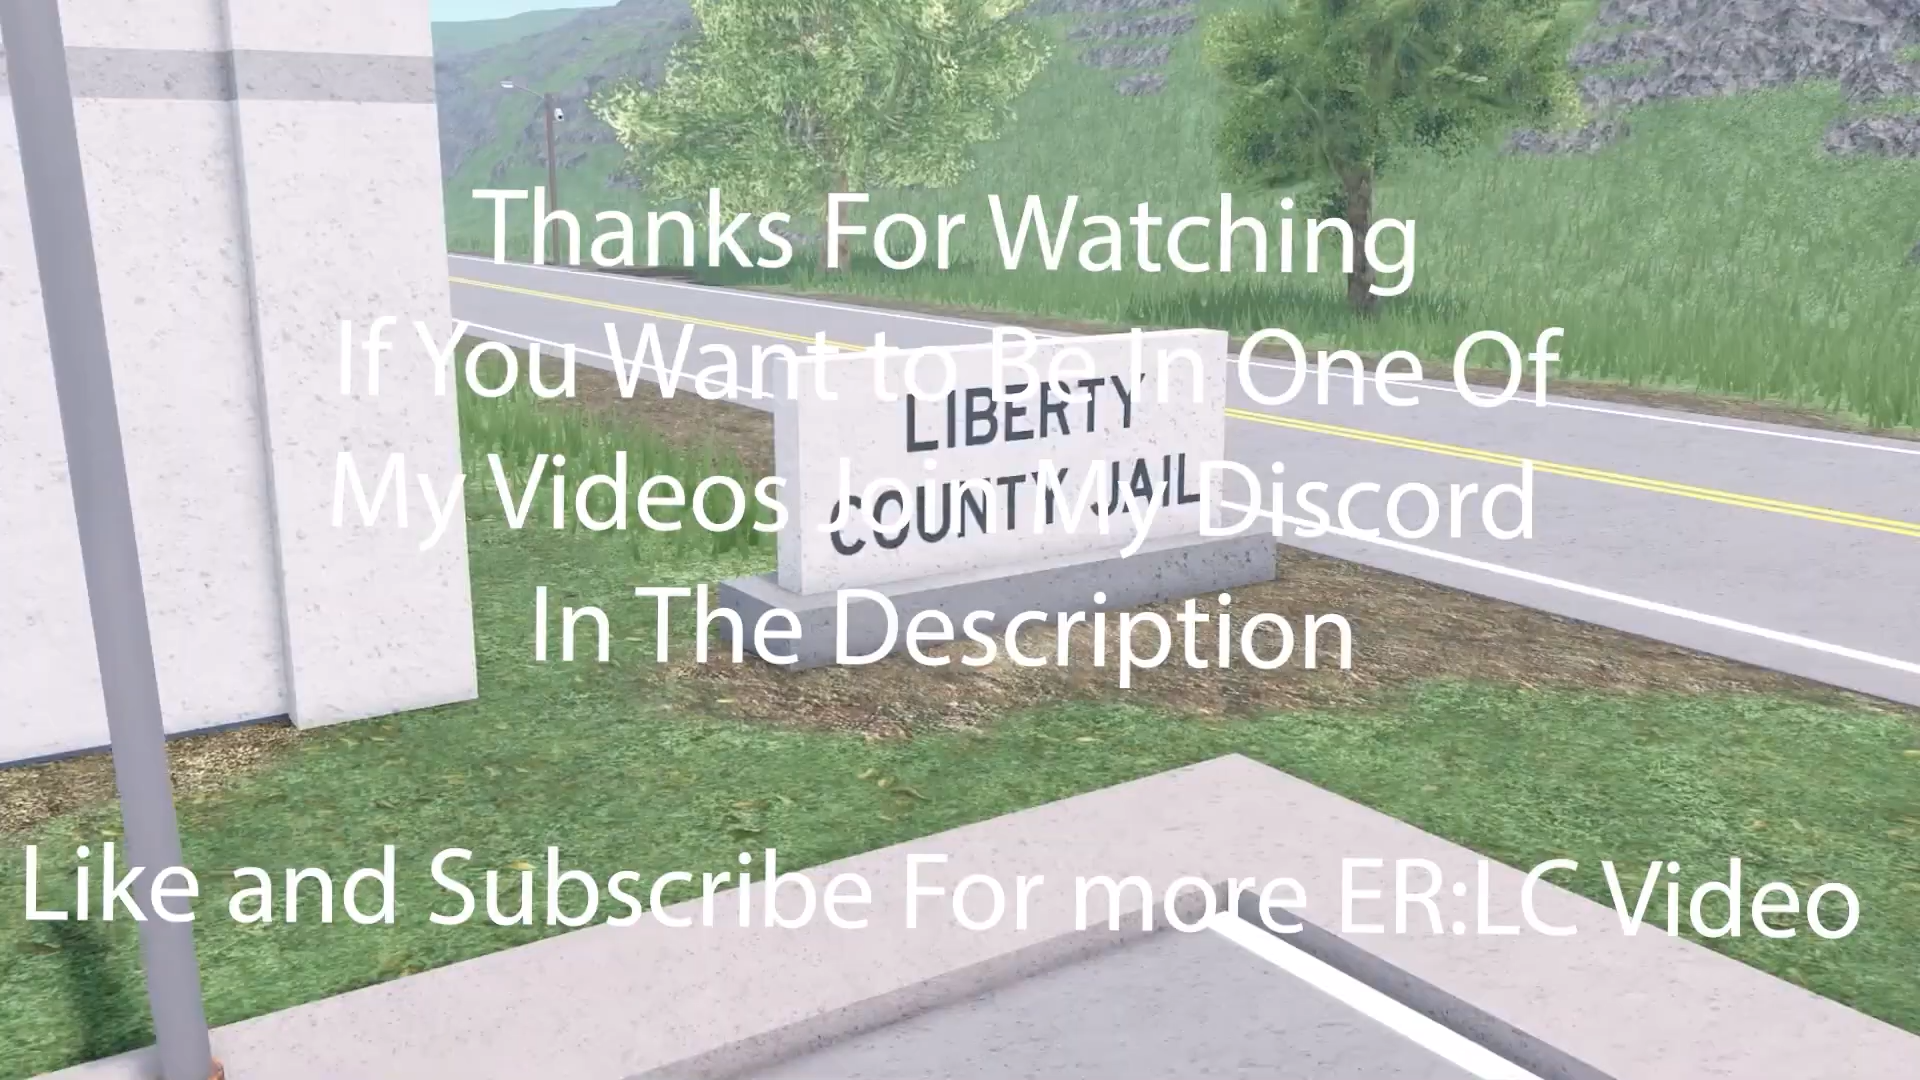 Thanks For Watching
If You Want to Be In One Of
LIBERTY
My Videos Join My Discord
COUNTY JAIL
In The Description
Like and Subscribe For more ER:LC Video